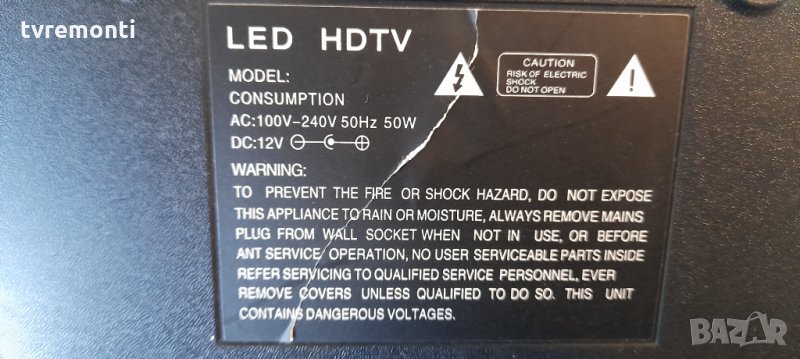 tvremonti
LED HDTV
MODEL:
CONSUMPTION
AC:100V-240V 50Hz 50W
DC:12V
CAUTION
RISK OF ELECTRIC
SHOCK
DO NOT OPEN
WARNING:
TO PREVENT THE FIRE OR SHOCK HAZARD, DO NOT EXPOSE
THIS APPLIANCE TO RAIN OR MOISTURE, ALWAYS REMOVE MAINS
PLUG FROM WALL SOCKET WHEN NOT IN USE, OR BEFORE
ANT SERVICE OPERATION, NO USER SERVICEABLE PARTS INSIDE
REFER SERVICING TO QUALIFIED SERVICE PERSONNEL, EVER
REMOVE COVERS UNLESS QUALIFIED TO DO SO. THIS UNIT
CONTAINS DANGEROUS VOLTAGES.
BAZAR